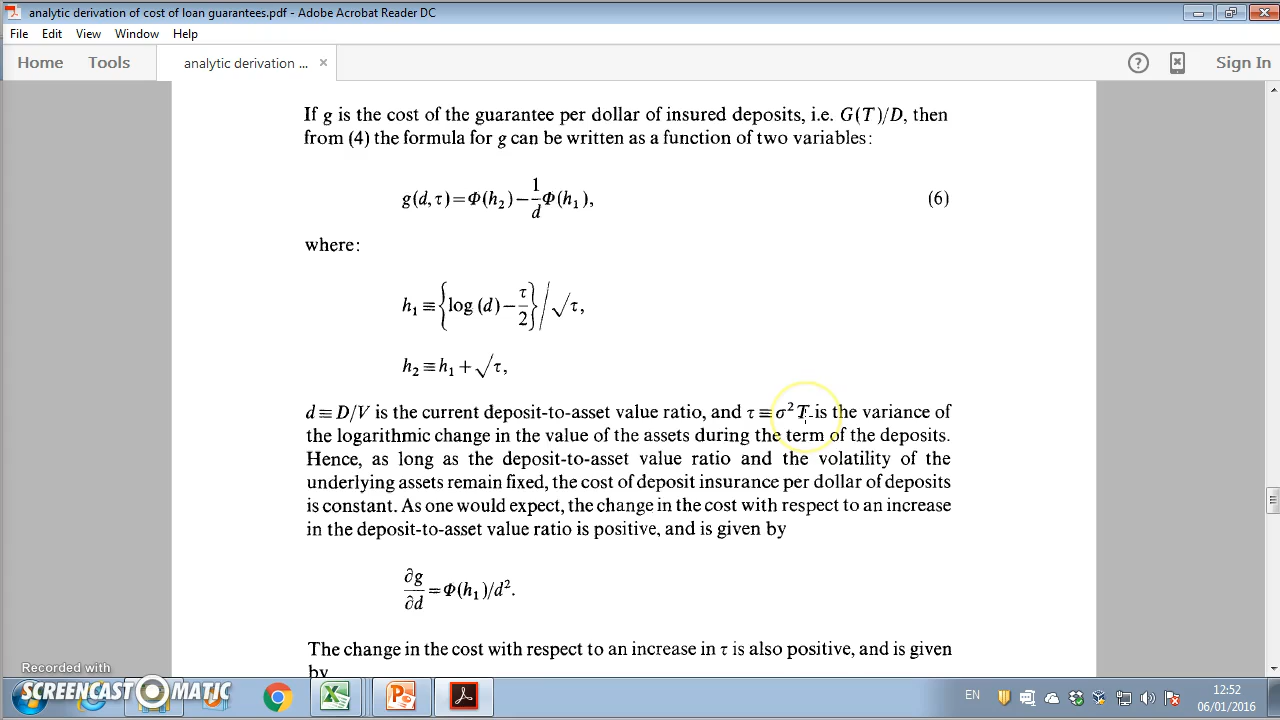 analytic derivation of cost of loan guarantees.pdf - Adobe Acrobat Reader DC
File Edit View Window Help
Home Tools analytic derivation ... × Sign In
If g is the cost of the guarantee per dollar of insured deposits, i.e. G(T)/D, then
from (4) the formula for g can be written as a function of two variables:
g(d, τ)=Φ(h₂)−1/d Φ(h₁), (6)
where:
h₁ ≡ {log (d) − τ/2} / √τ,
h₂ ≡ h₁ + √τ,
d ≡ D/V is the current deposit-to-asset value ratio, and τ ≡ σ² T is the variance of
the logarithmic change in the value of the assets during the term of the deposits.
Hence, as long as the deposit-to-asset value ratio and the volatility of the
underlying assets remain fixed, the cost of deposit insurance per dollar of deposits
is constant. As one would expect, the change in the cost with respect to an increase
in the deposit-to-asset value ratio is positive, and is given by
∂g/∂d = Φ(h₁)/d².
The change in the cost with respect to an increase in τ is also positive, and is given
by
Recorded with
SCREENCAST O MATIC
EN
12:52
06/01/2016